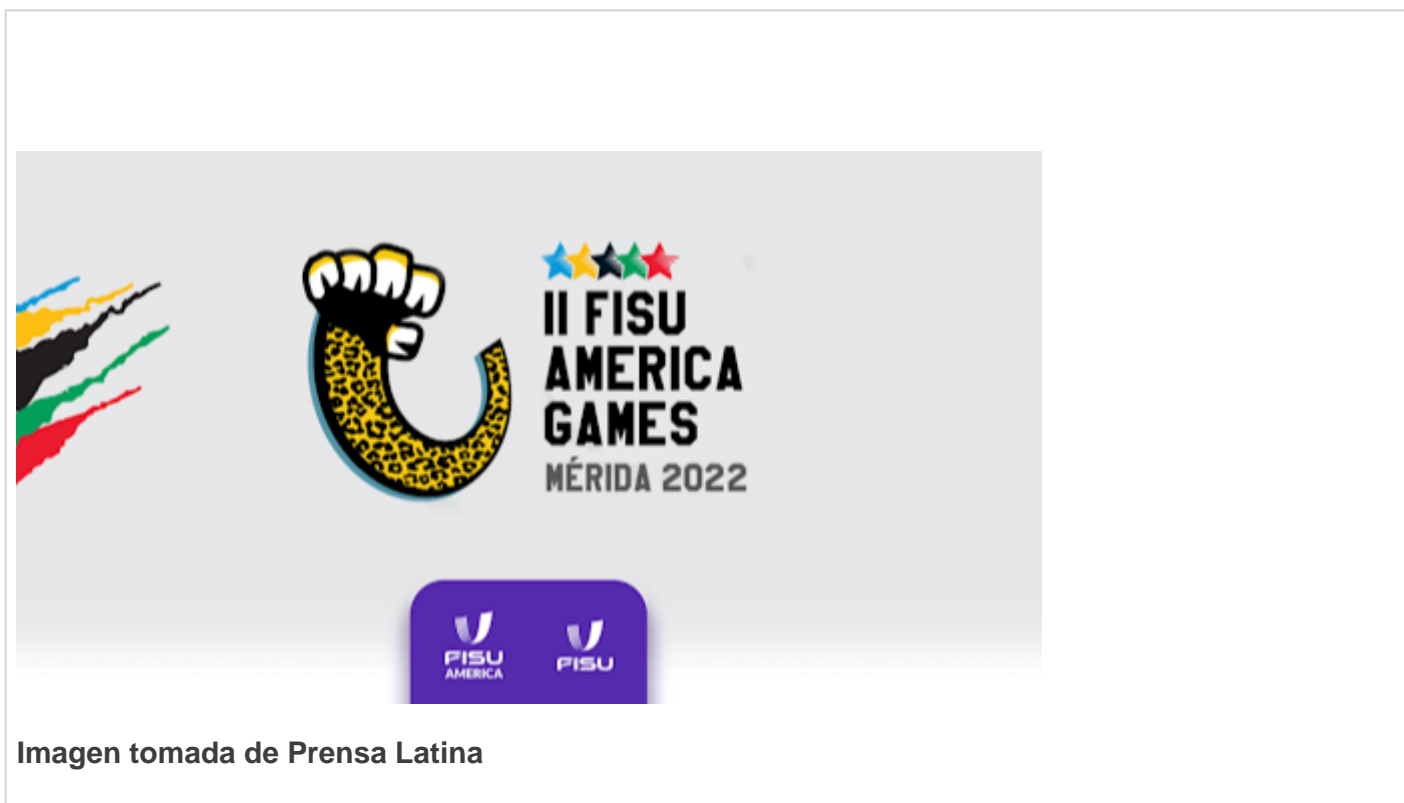 II FISU
AMERICA
GAMES
MÉRIDA 2022
FISU
AMERICA
FISU
Imagen tomada de Prensa Latina